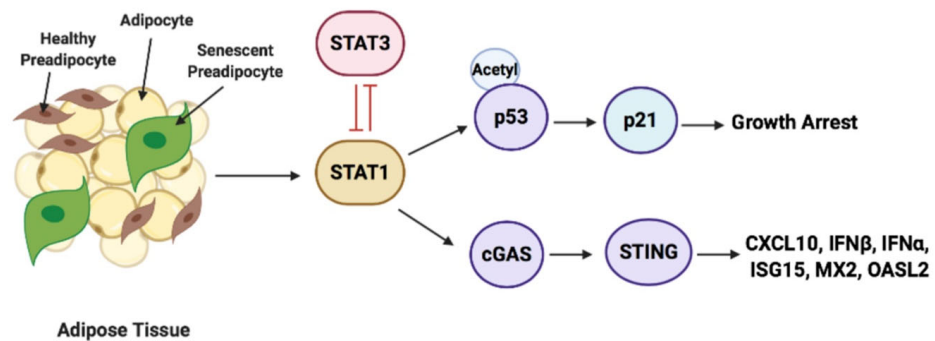 Healthy
Preadipocyte
Adipocyte
Senescent
Preadipocyte
Adipose Tissue
STAT3
STAT1
Acetyl
p53
p21
Growth Arrest
cGAS
STING
CXCL10, IFNβ, IFNα,
ISG15, MX2, OASL2